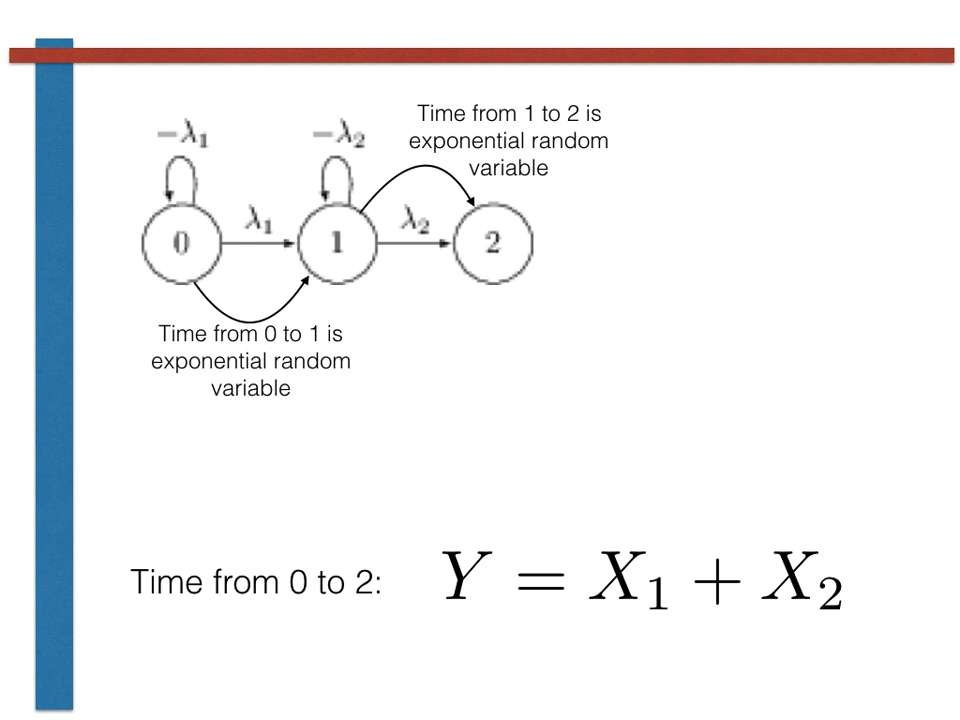 Time from 1 to 2 is
exponential random
variable
−λ₁
−λ₂
λ₁
λ₂
0
1
2
Time from 0 to 1 is
exponential random
variable
Time from 0 to 2: Y = X₁ + X₂